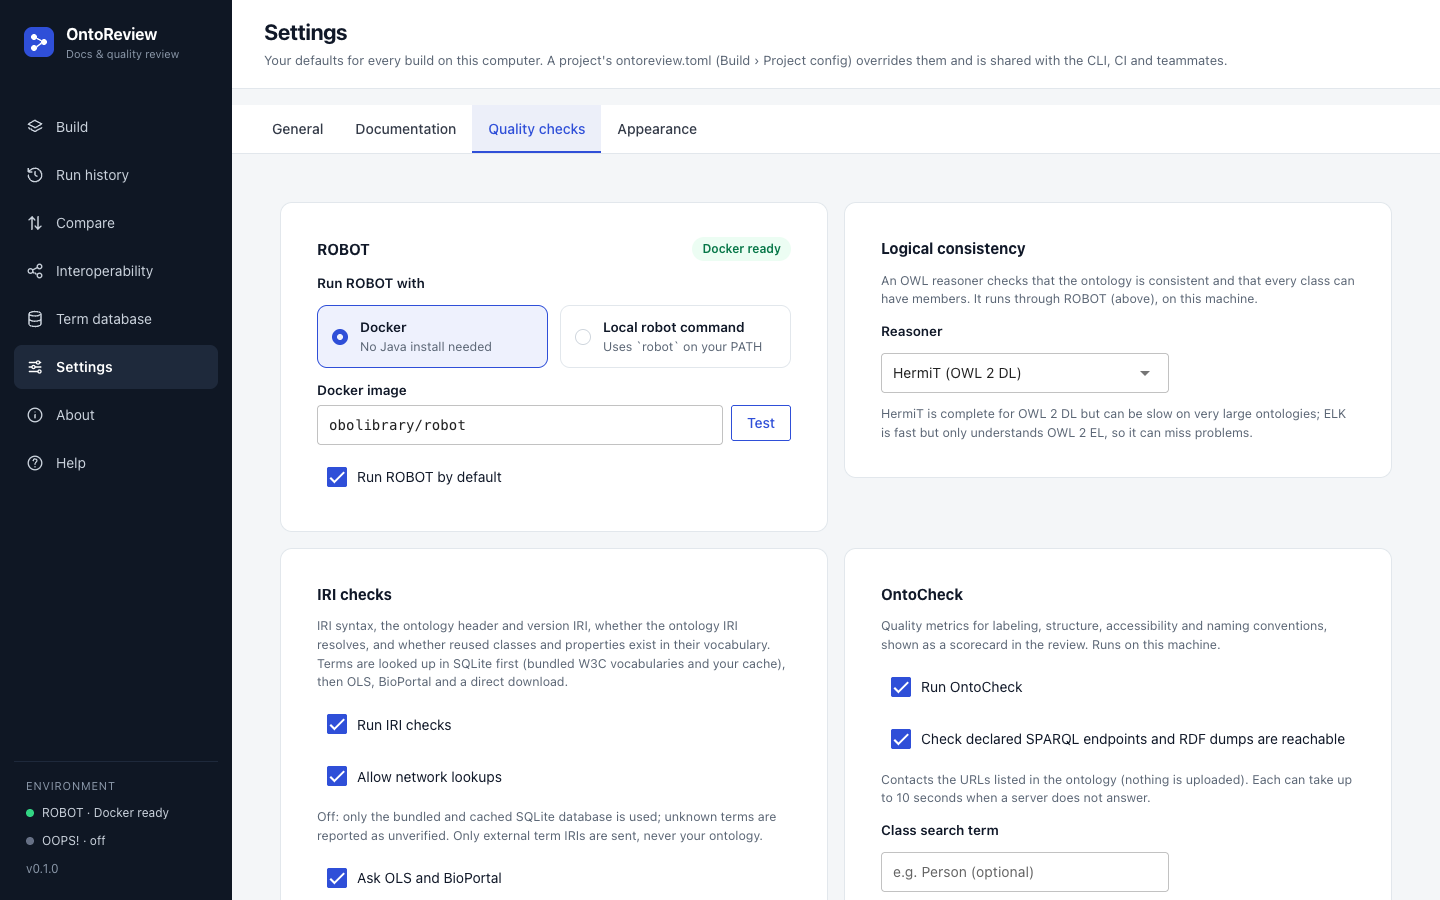 OntoReview
Docs & quality review
Build
Run history
Compare
Interoperability
Term database
Settings
About
Help
ENVIRONMENT
ROBOT · Docker ready
OOPS! · off
v0.1.0
Settings
Your defaults for every build on this computer. A project's ontoreview.toml (Build › Project config) overrides them and is shared with the CLI, CI and teammates.
General
Documentation
Quality checks
Appearance
ROBOT
Docker ready
Run ROBOT with
Docker
No Java install needed
Local robot command
Uses `robot` on your PATH
Docker image
obolibrary/robot
Test
Run ROBOT by default
Logical consistency
An OWL reasoner checks that the ontology is consistent and that every class can
have members. It runs through ROBOT (above), on this machine.
Reasoner
HermiT (OWL 2 DL)
HermiT is complete for OWL 2 DL but can be slow on very large ontologies; ELK
is fast but only understands OWL 2 EL, so it can miss problems.
IRI checks
IRI syntax, the ontology header and version IRI, whether the ontology IRI
resolves, and whether reused classes and properties exist in their vocabulary.
Terms are looked up in SQLite first (bundled W3C vocabularies and your cache),
then OLS, BioPortal and a direct download.
Run IRI checks
Allow network lookups
Off: only the bundled and cached SQLite database is used; unknown terms are
reported as unverified. Only external term IRIs are sent, never your ontology.
Ask OLS and BioPortal
OntoCheck
Quality metrics for labeling, structure, accessibility and naming conventions,
shown as a scorecard in the review. Runs on this machine.
Run OntoCheck
Check declared SPARQL endpoints and RDF dumps are reachable
Contacts the URLs listed in the ontology (nothing is uploaded). Each can take up
to 10 seconds when a server does not answer.
Class search term
e.g. Person (optional)